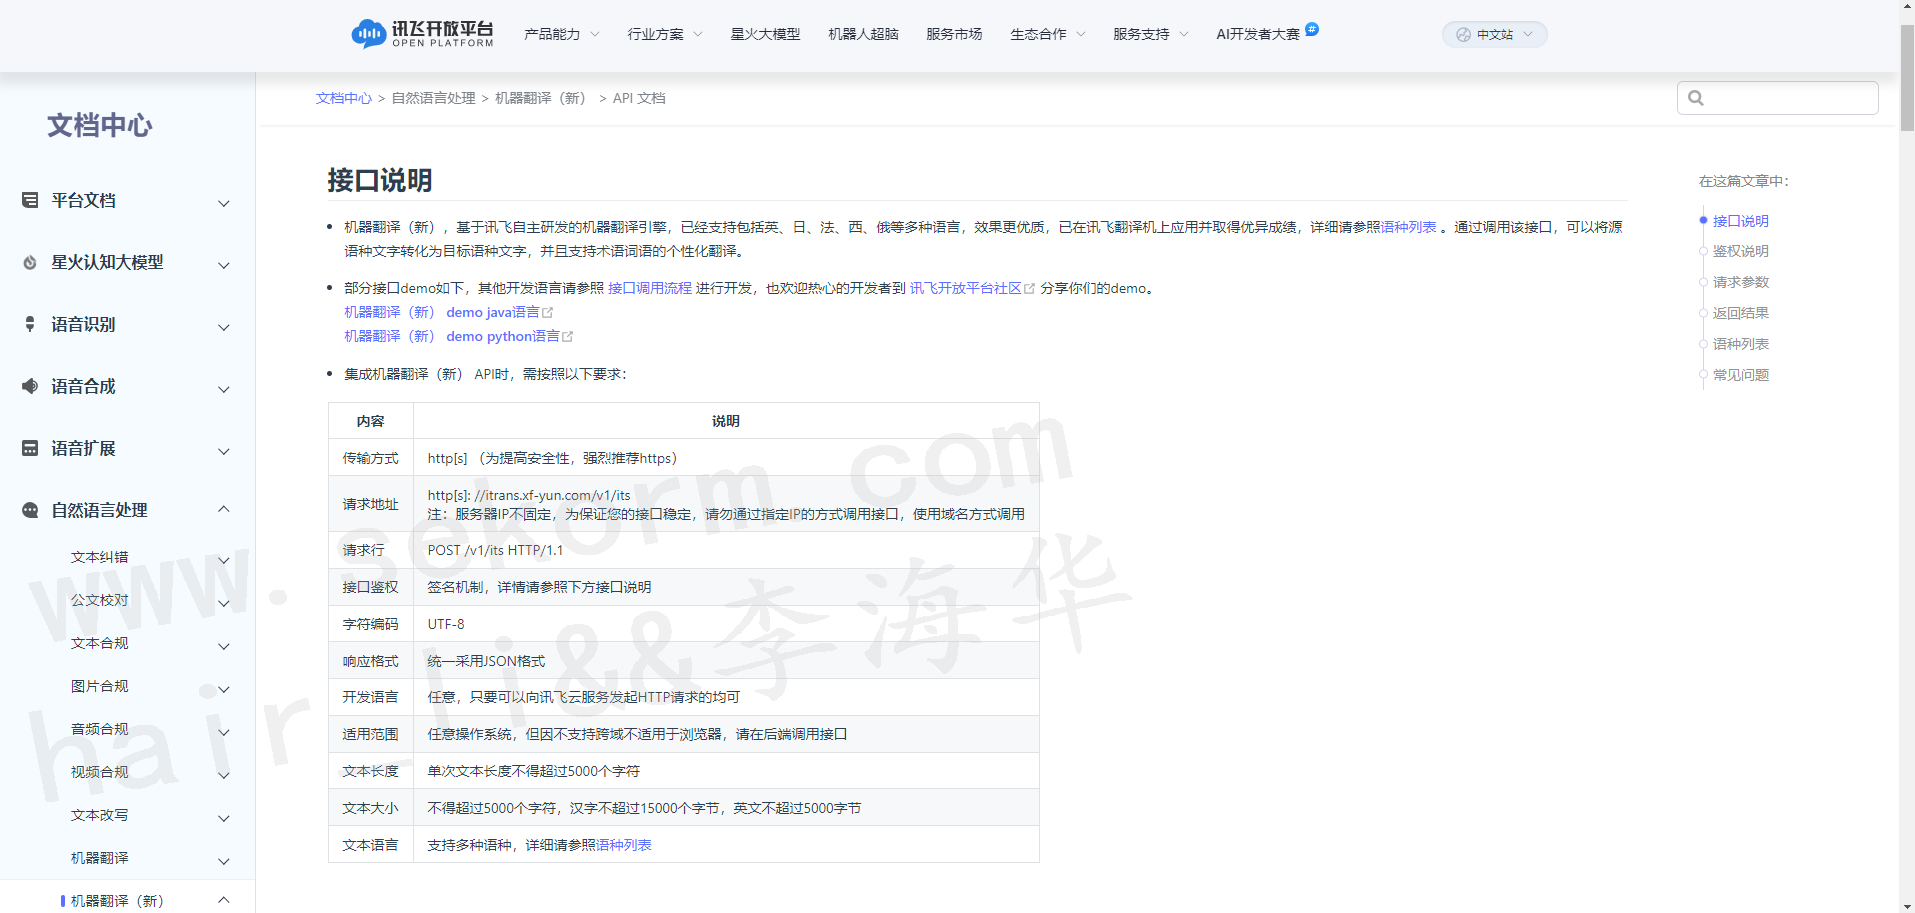 讯飞开放平台
OPEN PLATFORM
产品能力
行业方案
星火大模型
机器人超脑
服务市场
生态合作
服务支持
AI开发者大赛
中文站
文档中心 > 自然语言处理 > 机器翻译（新） > API 文档
文档中心
平台文档
星火认知大模型
语音识别
语音合成
语音扩展
自然语言处理
文本纠错
公文校对
文本合规
图片合规
音频合规
视频合规
文本改写
机器翻译
机器翻译（新）
接口说明
机器翻译（新），基于讯飞自主研发的机器翻译引擎，已经支持包括英、日、法、西、俄等多种语言，效果更优质，已在讯飞翻译机上应用并取得优异成绩，详细请参照语种列表 。通过调用该接口，可以将源
语种文字转化为目标语种文字，并且支持术语词语的个性化翻译。
部分接口demo如下，其他开发语言请参照 接口调用流程 进行开发，也欢迎热心的开发者到 讯飞开放平台社区 分享你们的demo。
机器翻译（新） demo java语言
机器翻译（新） demo python语言
集成机器翻译（新） API时，需按照以下要求：
内容 说明
传输方式 http[s] （为提高安全性，强烈推荐https）
请求地址 http[s]: //itrans.xf-yun.com/v1/its
注：服务器IP不固定，为保证您的接口稳定，请勿通过指定IP的方式调用接口，使用域名方式调用
请求行 POST /v1/its HTTP/1.1
接口鉴权 签名机制，详情请参照下方接口说明
字符编码 UTF-8
响应格式 统一采用JSON格式
开发语言 任意，只要可以向讯飞云服务发起HTTP请求的均可
适用范围 任意操作系统，但因不支持跨域不适用于浏览器，请在后端调用接口
文本长度 单次文本长度不得超过5000个字符
文本大小 不得超过5000个字符，汉字不超过15000个字节，英文不超过5000字节
文本语言 支持多种语种，详细请参照语种列表
在这篇文章中：
接口说明
鉴权说明
请求参数
返回结果
语种列表
常见问题
www.sekorm.com
hair_li&&李海华